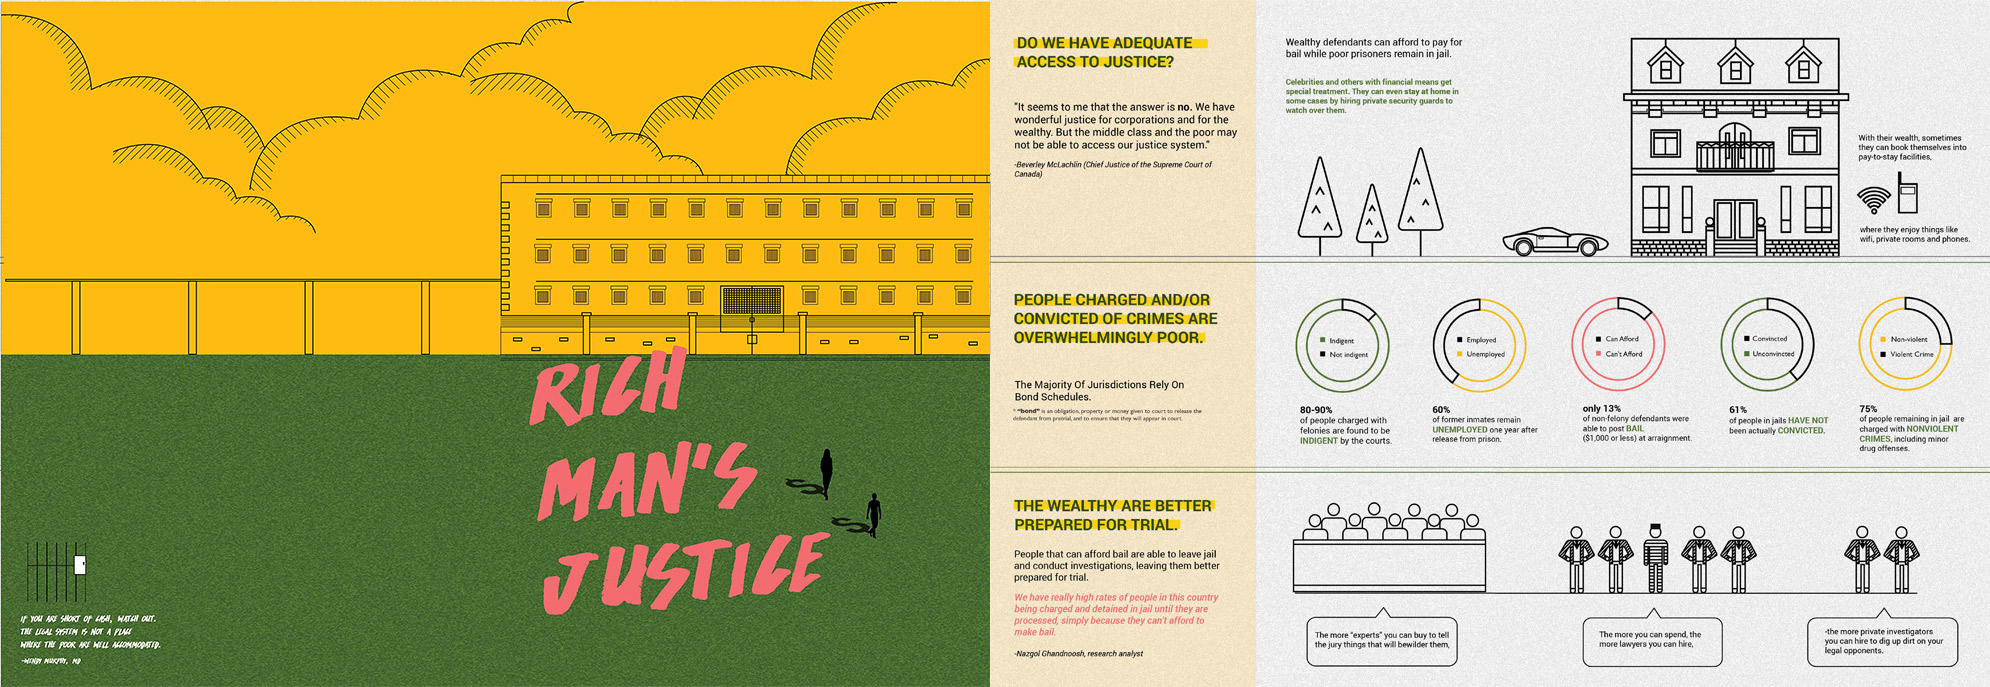 RICH
MAN'S
JUSTICE
IF YOU ARE SHORT OF CASH, WATCH OUT.
THE LEGAL SYSTEM IS NOT A PLACE
WHERE THE POOR ARE WELL ACCOMMODATED.
-WENDY MURPHY, MD
DO WE HAVE ADEQUATE
ACCESS TO JUSTICE?
"It seems to me that the answer is no. We have
wonderful justice for corporations and for the
wealthy. But the middle class and the poor may
not be able to access our justice system."
-Beverley McLachlin (Chief Justice of the Supreme Court of
Canada)
Wealthy defendants can afford to pay for
bail while poor prisoners remain in jail.
Celebrities and others with financial means get
special treatment. They can even stay at home in
some cases by hiring private security guards to
watch over them.
With their wealth, sometimes
they can book themselves into
pay-to-stay facilities,
where they enjoy things like
wifi, private rooms and phones.
PEOPLE CHARGED AND/OR
CONVICTED OF CRIMES ARE
OVERWHELMINGLY POOR.
The Majority Of Jurisdictions Rely On
Bond Schedules.
* "bond" is an obligation, property or money given to court to release the
defendant from pretrial, and to ensure that they will appear in court.
Indigent
Not indigent
80-90%
of people charged with
felonies are found to be
INDIGENT by the courts.
Employed
Unemployed
60%
of former inmates remain
UNEMPLOYED one year after
release from prison.
Can Afford
Can't Afford
only 13%
of non-felony defendants were
able to post BAIL
($1,000 or less) at arraignment.
Convincted
Unconvincted
61%
of people in jails HAVE NOT
been actually CONVICTED.
Non-violent
Violent Crime
75%
of people remaining in jail are
charged with NONVIOLENT
CRIMES, including minor
drug offenses.
THE WEALTHY ARE BETTER
PREPARED FOR TRIAL.
People that can afford bail are able to leave jail
and conduct investigations, leaving them better
prepared for trial.
We have really high rates of people in this country
being charged and detained in jail until they are
processed, simply because they can't afford to
make bail.
-Nazgol Ghandnoosh, research analyst
The more "experts" you can buy to tell
the jury things that will bewilder them,
The more you can spend, the
more lawyers you can hire,
-the more private investigators
you can hire to dig up dirt on your
legal opponents.